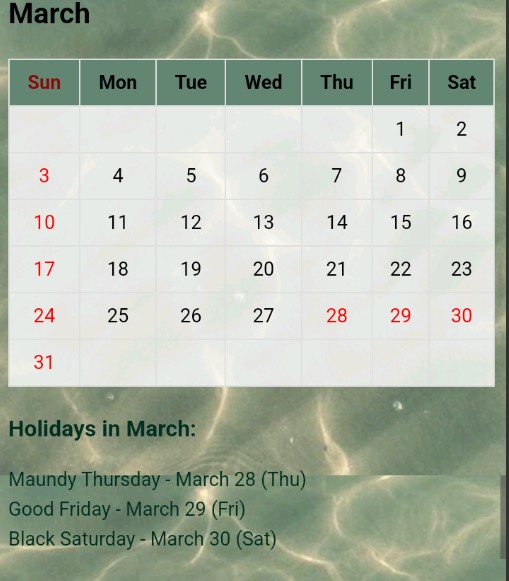 March
Sun Mon Tue Wed Thu Fri Sat
1 2
3 4 5 6 7 8 9
10 11 12 13 14 15 16
17 18 19 20 21 22 23
24 25 26 27 28 29 30
31
Holidays in March:
Maundy Thursday - March 28 (Thu)
Good Friday - March 29 (Fri)
Black Saturday - March 30 (Sat)